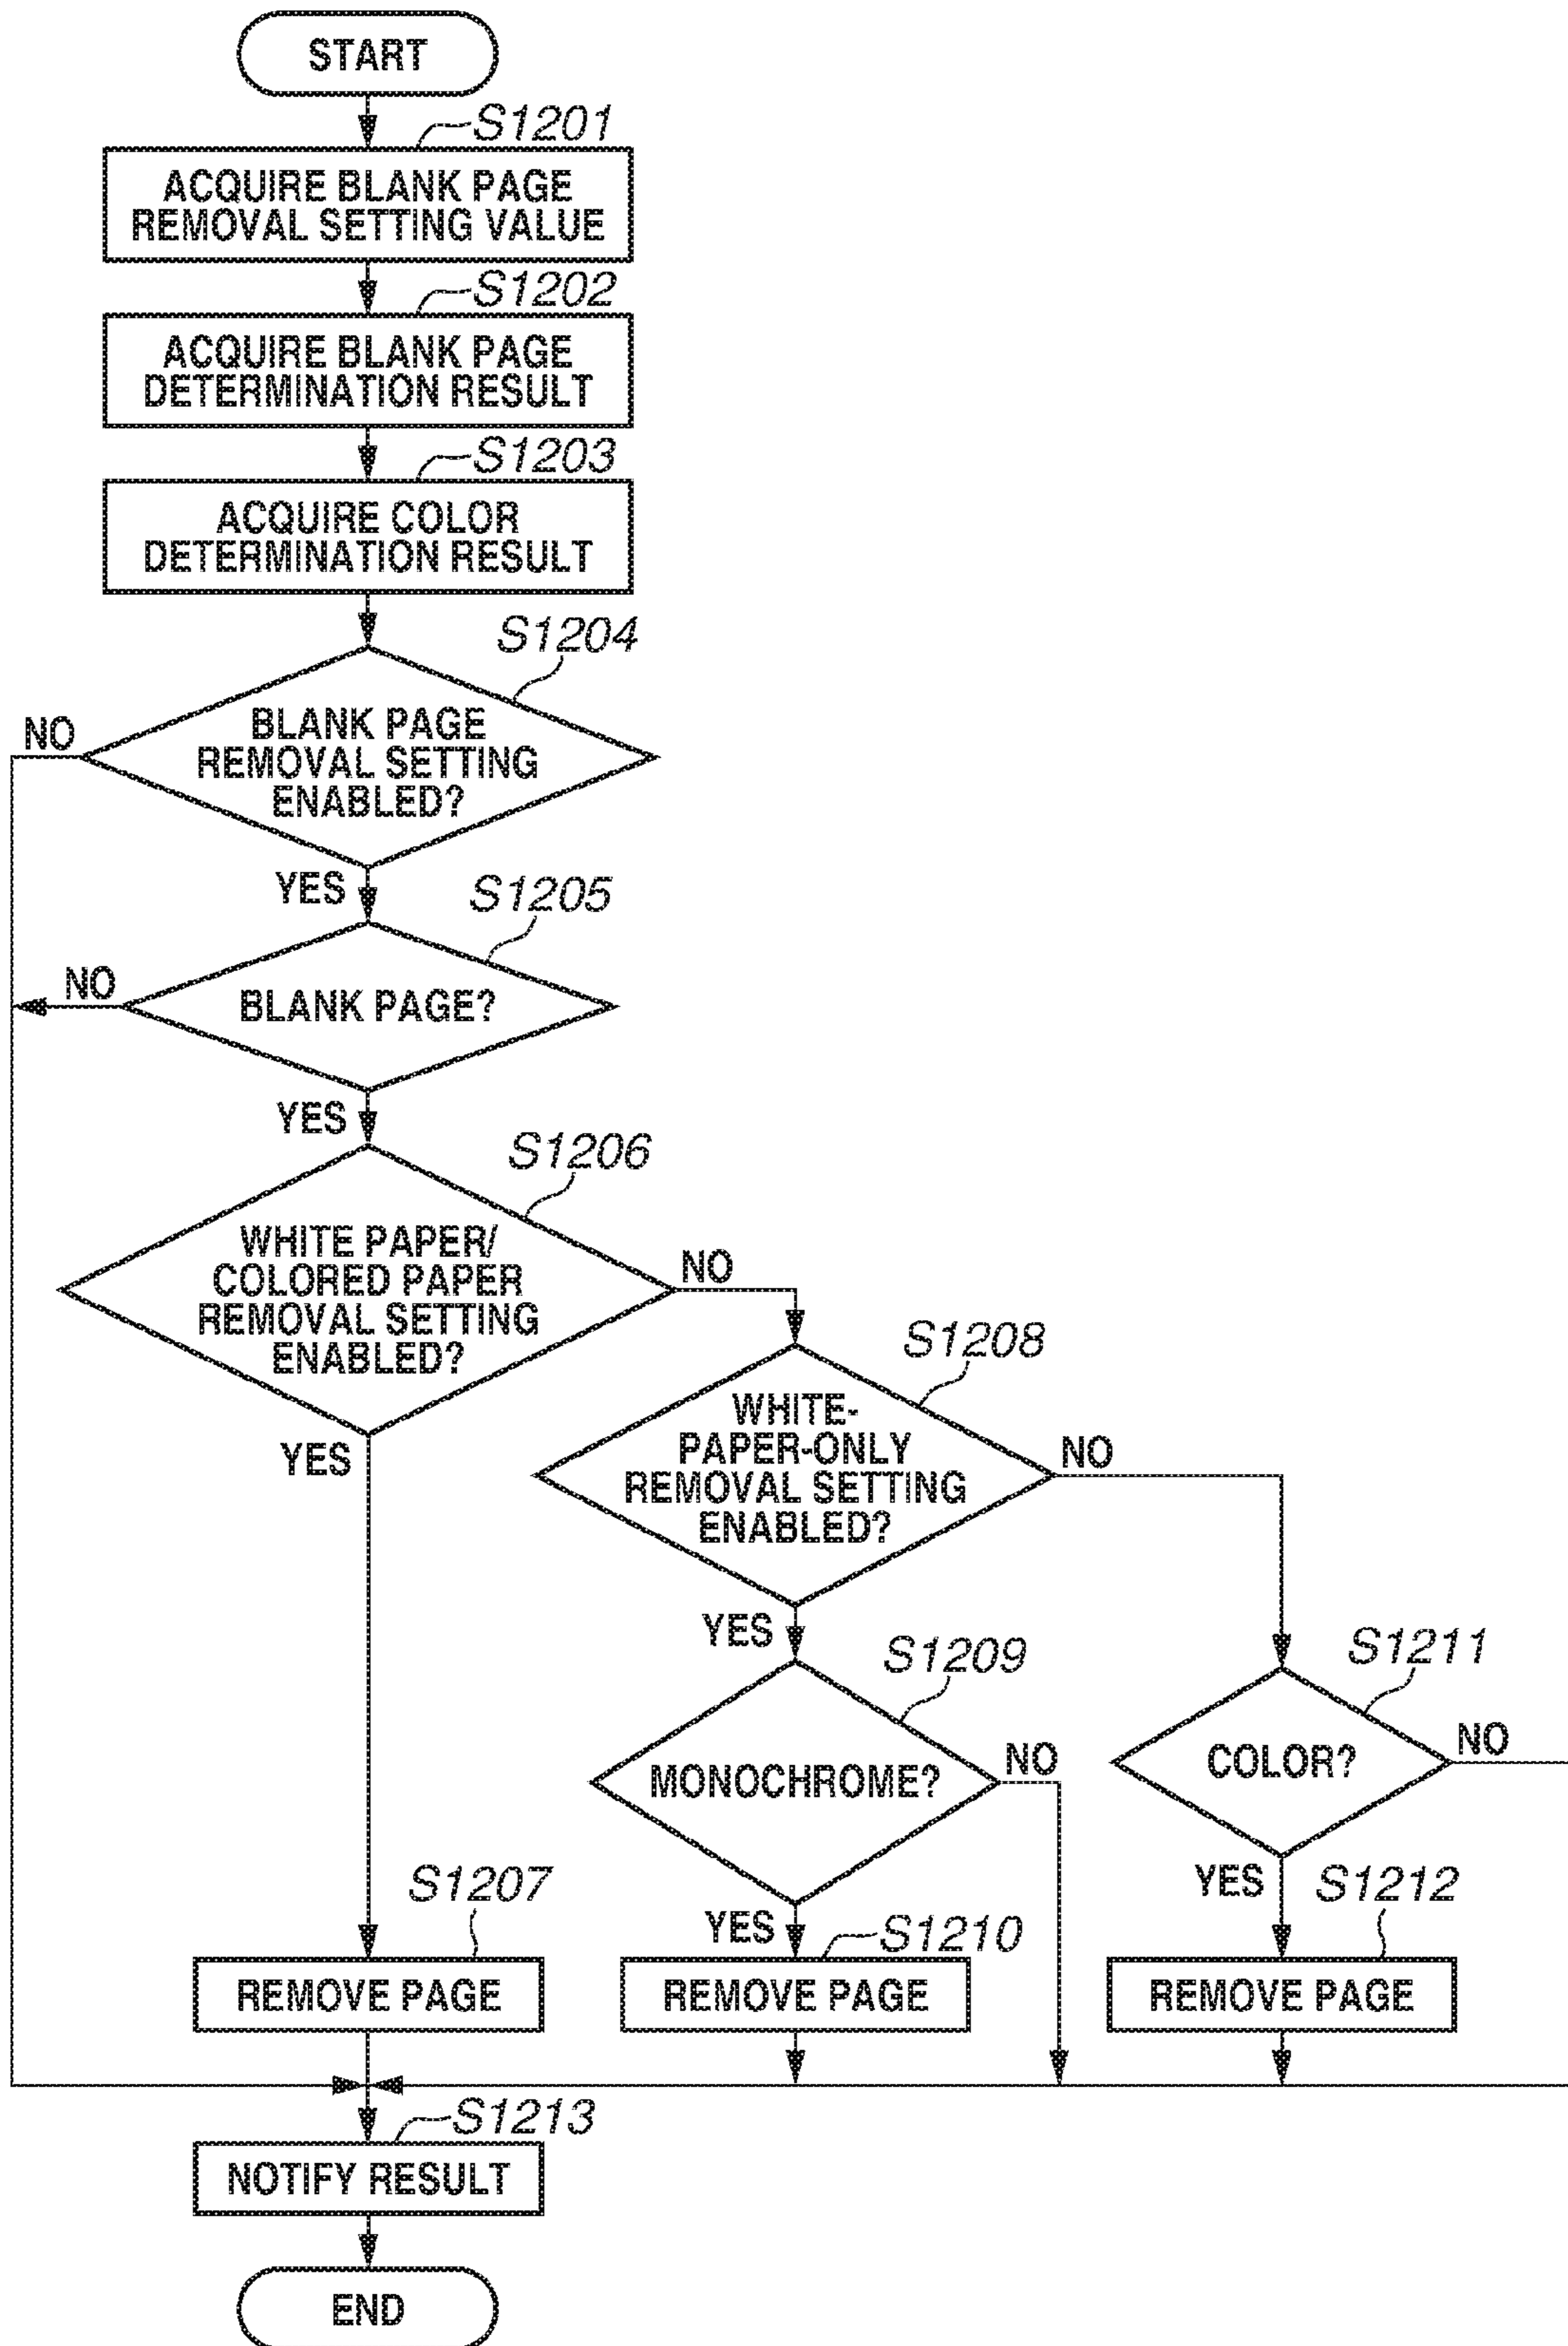 START
S1201
ACQUIRE BLANK PAGE
REMOVAL SETTING VALUE
S1202
ACQUIRE BLANK PAGE
DETERMINATION RESULT
S1203
ACQUIRE COLOR
DETERMINATION RESULT
S1204
BLANK PAGE
REMOVAL SETTING
ENABLED?
NO
YES
S1205
BLANK PAGE?
NO
YES
S1206
WHITE PAPER/
COLORED PAPER
REMOVAL SETTING
ENABLED?
NO
YES
S1208
WHITE-
PAPER-ONLY
REMOVAL SETTING
ENABLED?
NO
YES
S1209
MONOCHROME?
NO
YES
S1211
COLOR?
NO
YES
S1207
REMOVE PAGE
S1210
REMOVE PAGE
S1212
REMOVE PAGE
S1213
NOTIFY RESULT
END